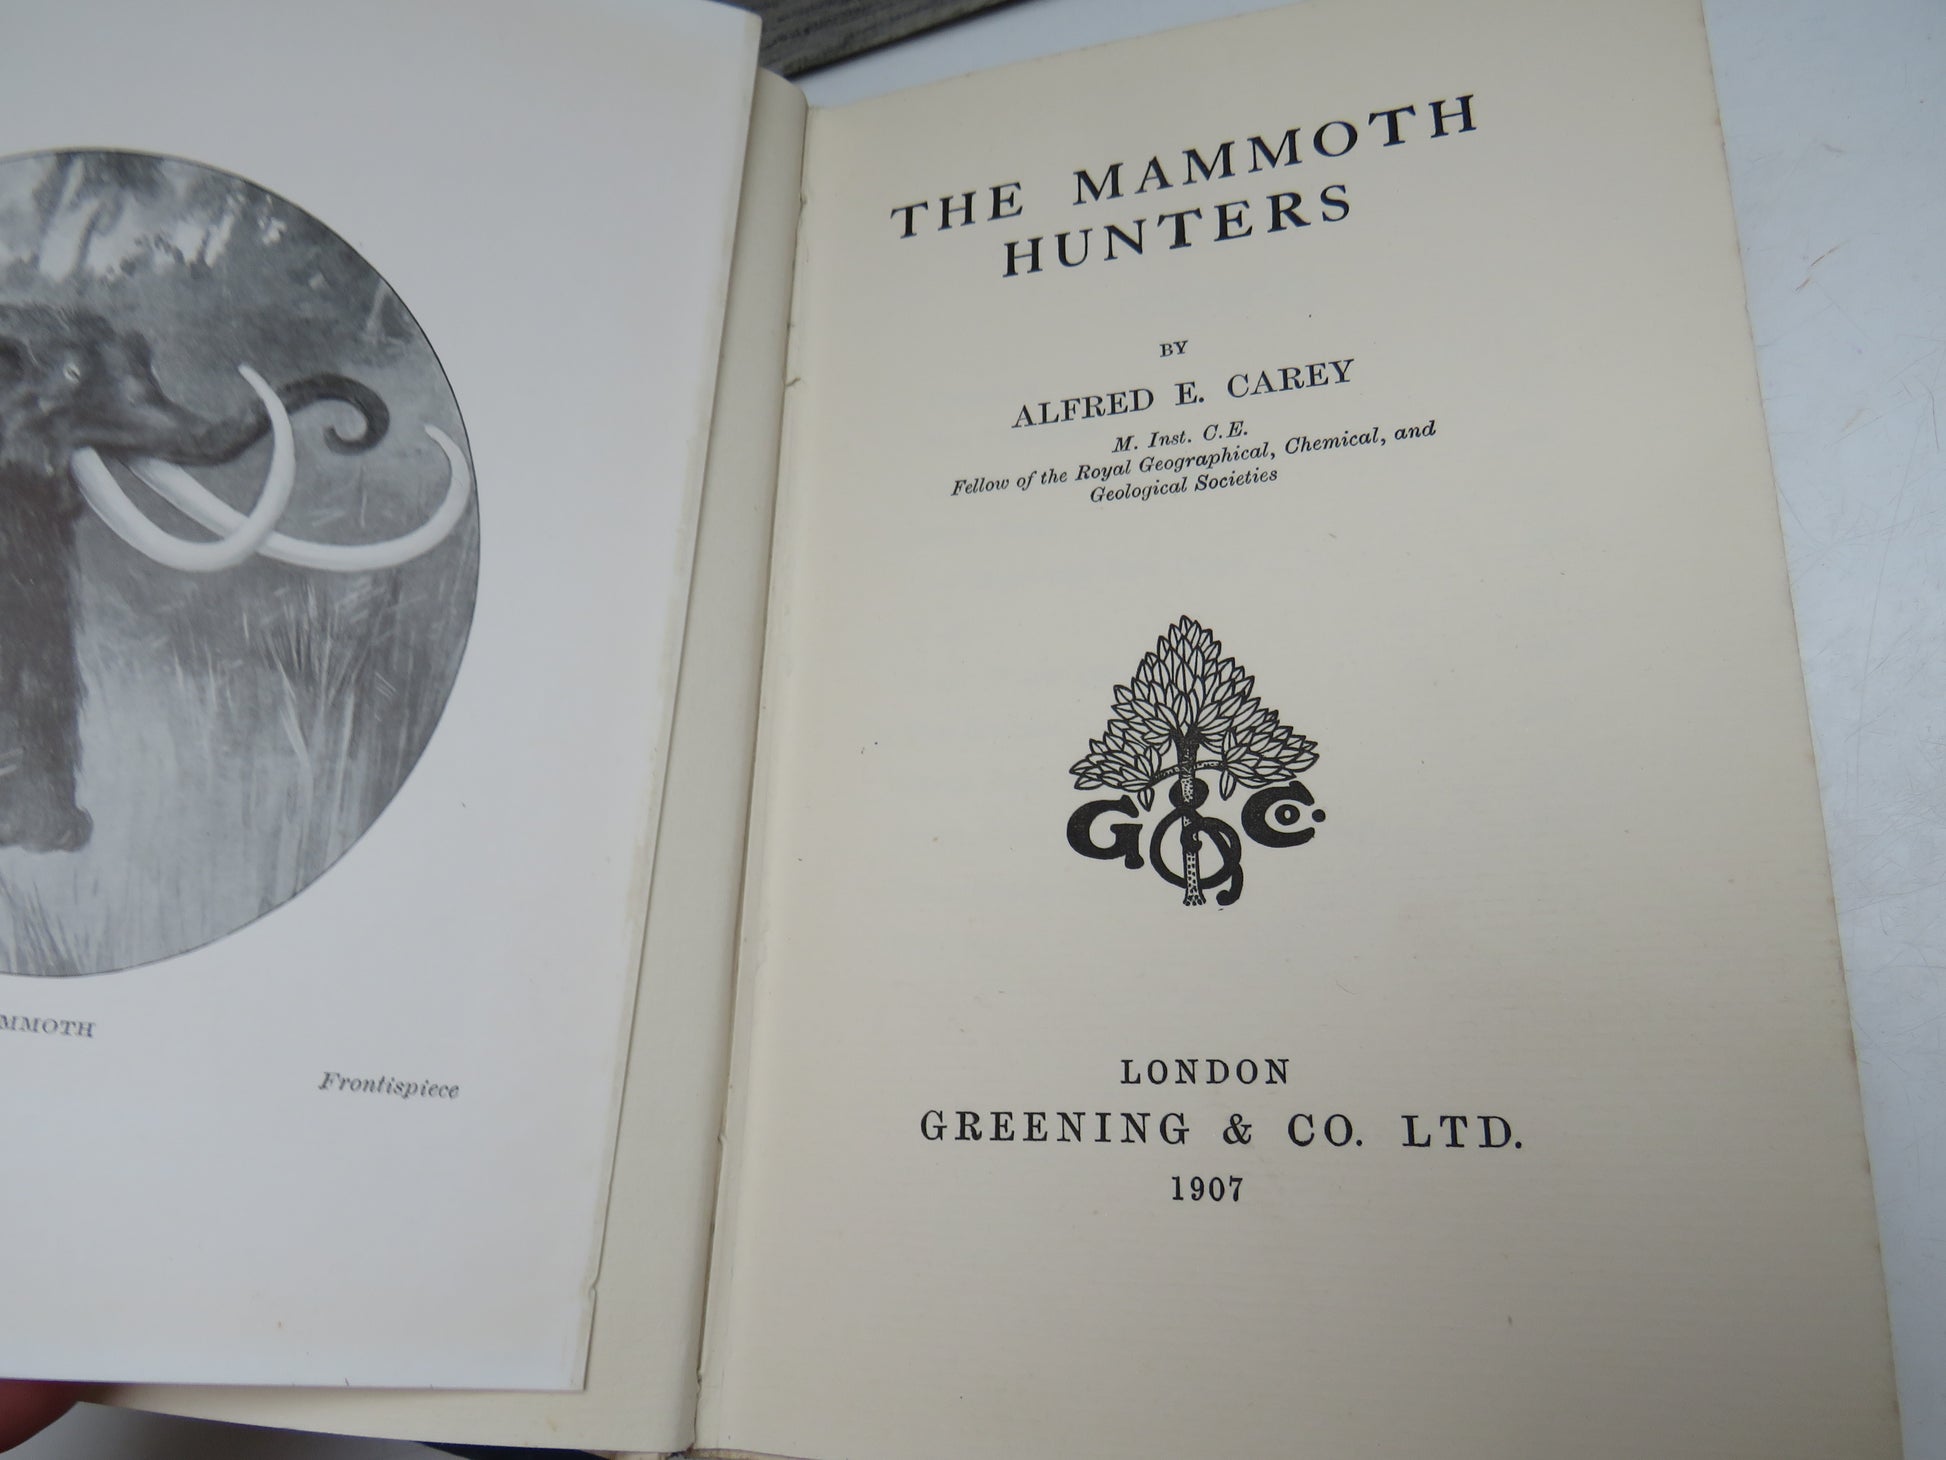 MMOTH
Frontispiece
THE MAMMOTH
HUNTERS
BY
ALFRED E. CAREY
M. Inst. C.E.
Fellow of the Royal Geographical, Chemical, and
Geological Societies
G & Co.
LONDON
GREENING & CO. LTD.
1907